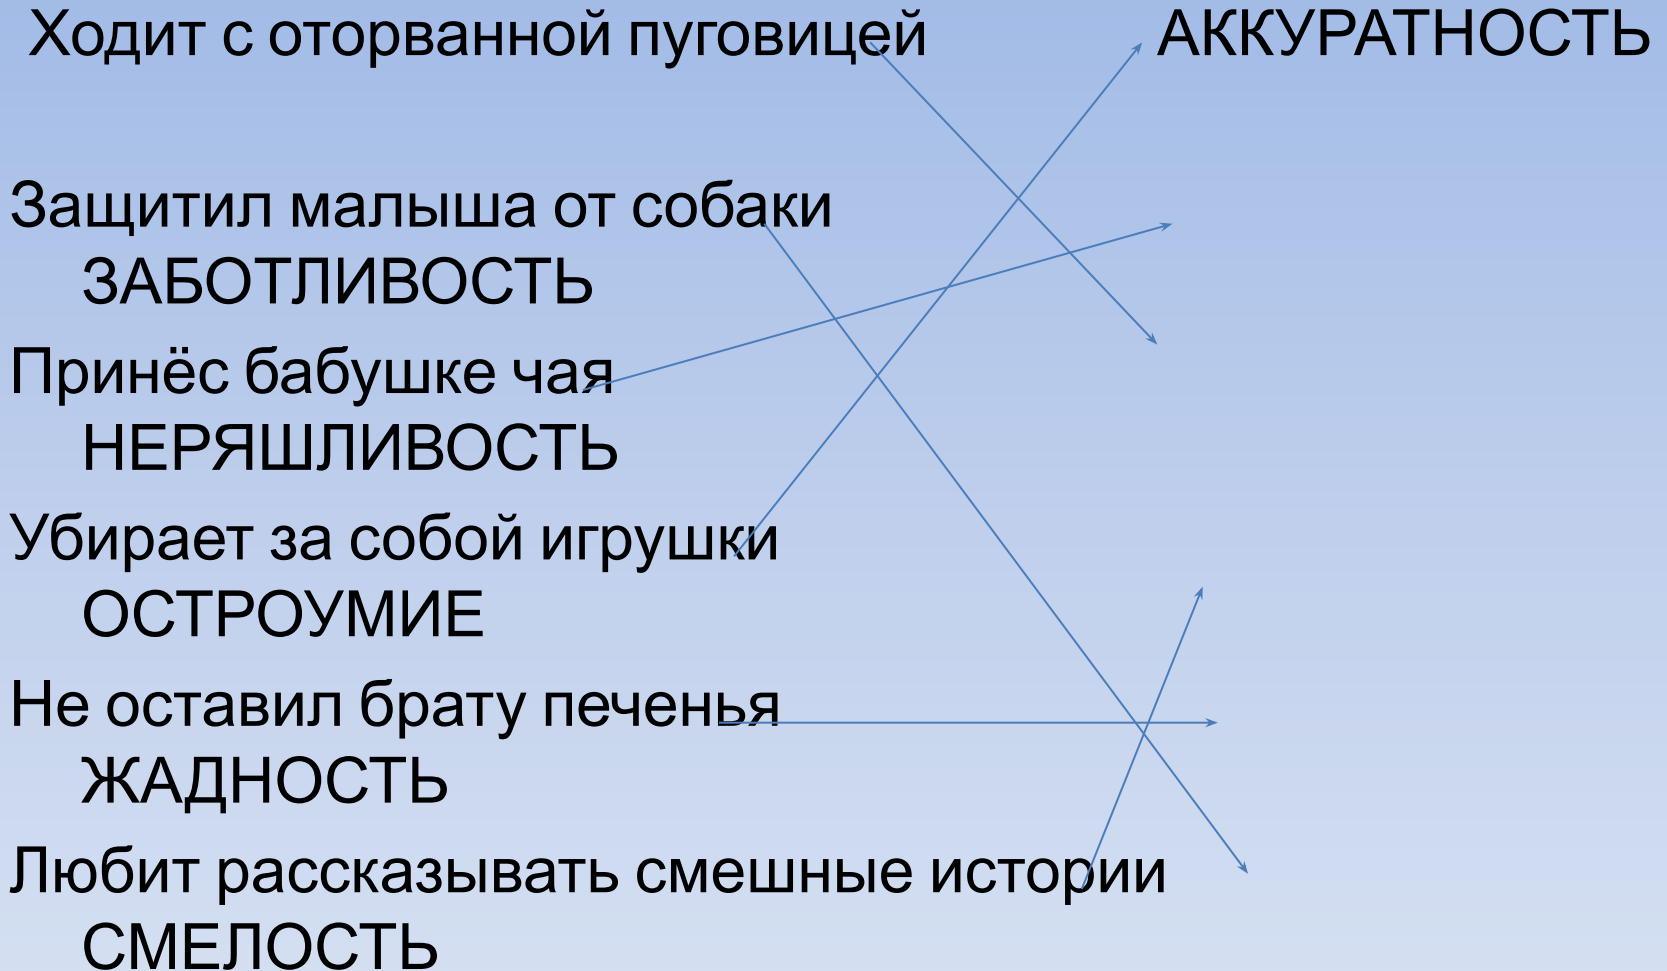 Ходит с оторванной пуговицей АККУРАТНОСТЬ
Защитил малыша от собаки
ЗАБОТЛИВОСТЬ
Принёс бабушке чая
НЕРЯШЛИВОСТЬ
Убирает за собой игрушки
ОСТРОУМИЕ
Не оставил брату печенья
ЖАДНОСТЬ
Любит рассказывать смешные истории
СМЕЛОСТЬ